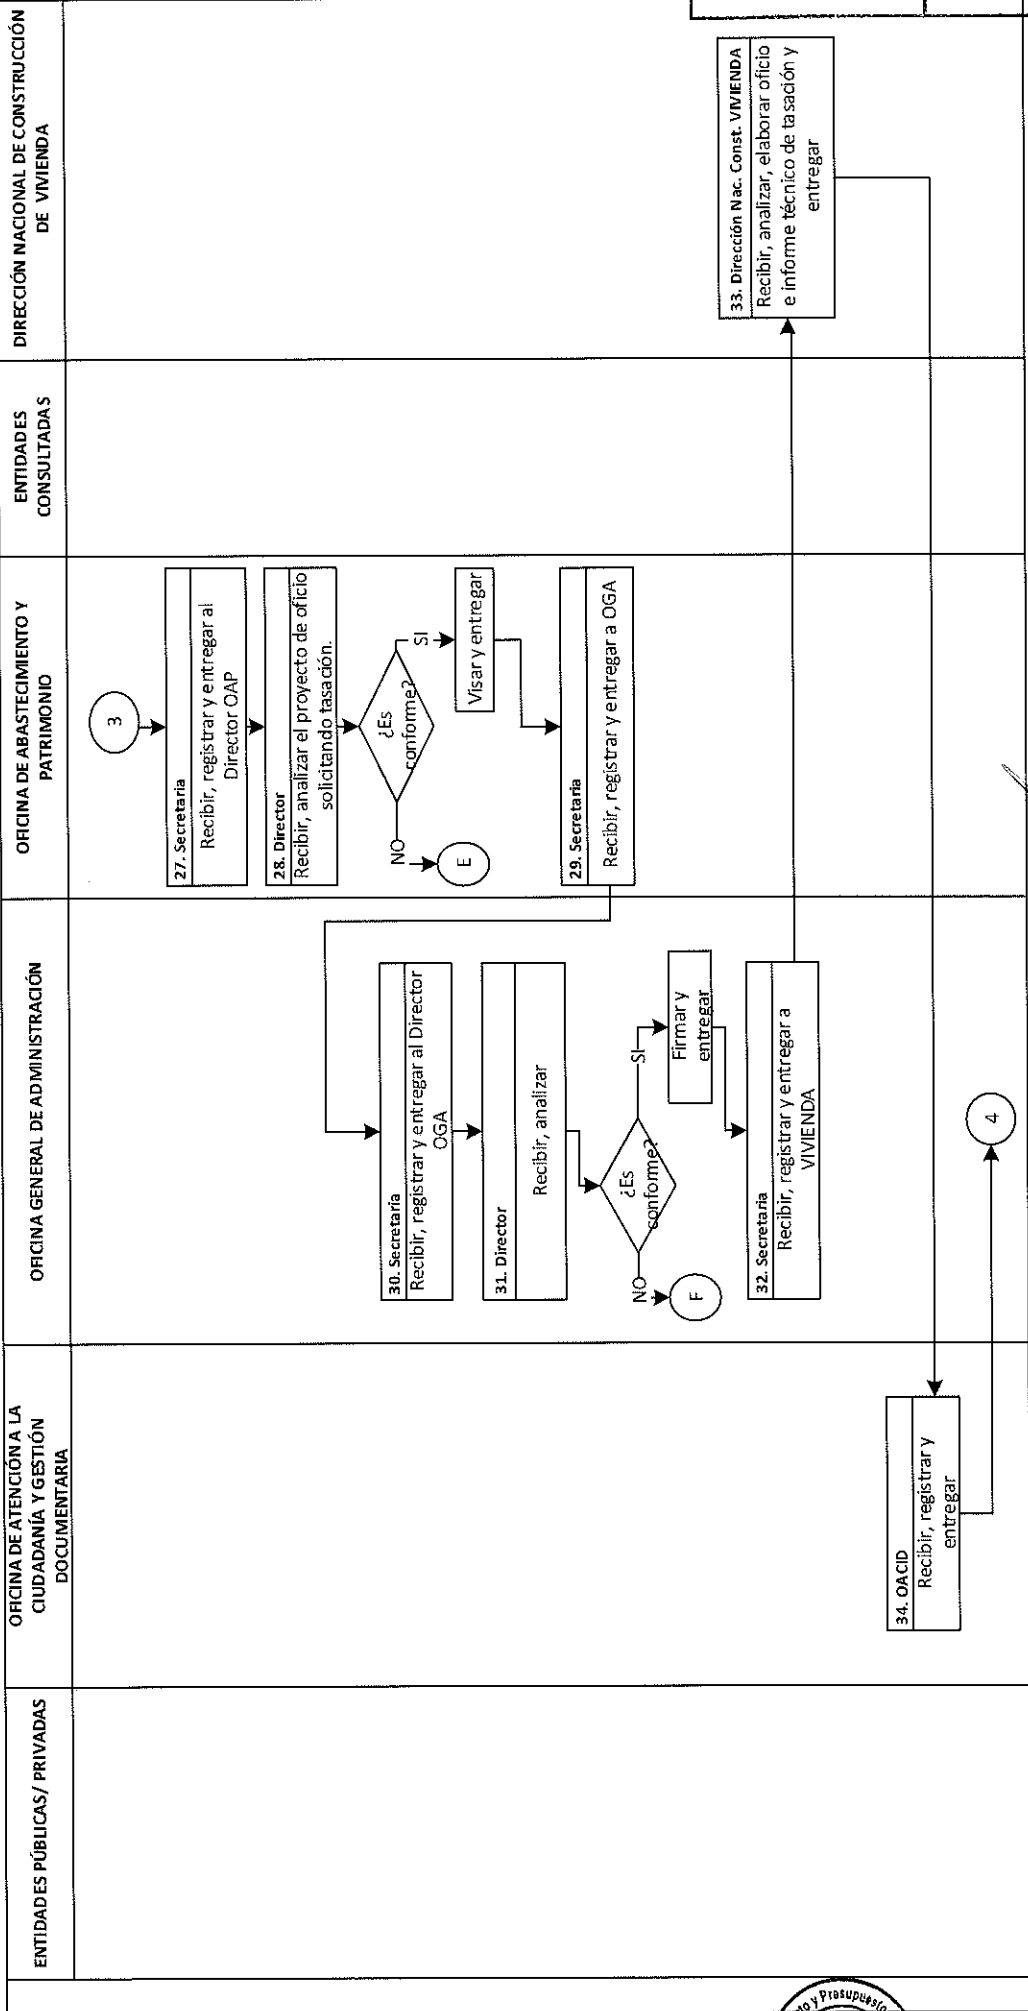 ENTIDADES PÚBLICAS/ PRIVADAS
OFICINA DE ATENCIÓN A LA
CIUDADANÍA Y GESTIÓN
DOCUMENTARIA
OFICINA GENERAL DE ADMINISTRACIÓN
OFICINA DE ABASTECIMIENTO Y
PATRIMONIO
ENTIDADES
CONSULTADAS
DIRECCIÓN NACIONAL DE CONSTRUCCIÓN
DE VIVIENDA
3
27. Secretaria
Recibir, registrar y entregar al
Director OAP
28. Director
Recibir, analizar el proyecto de oficio
solicitando tasación.
¿Es
conforme?
NO
SI
E
Visar y entregar
29. Secretaria
Recibir, registrar y entregar a OGA
30. Secretaria
Recibir, registrar y entregar al Director
OGA
31. Director
Recibir, analizar
¿Es
conforme?
NO
SI
F
Firmar y
entregar
32. Secretaria
Recibir, registrar y entregar a
VIVIENDA
33. Dirección Nac. Const. VIVIENDA
Recibir, analizar, elaborar oficio
e informe técnico de tasación y
entregar
34. OACID
Recibir, registrar y
entregar
4
y Presupuesto